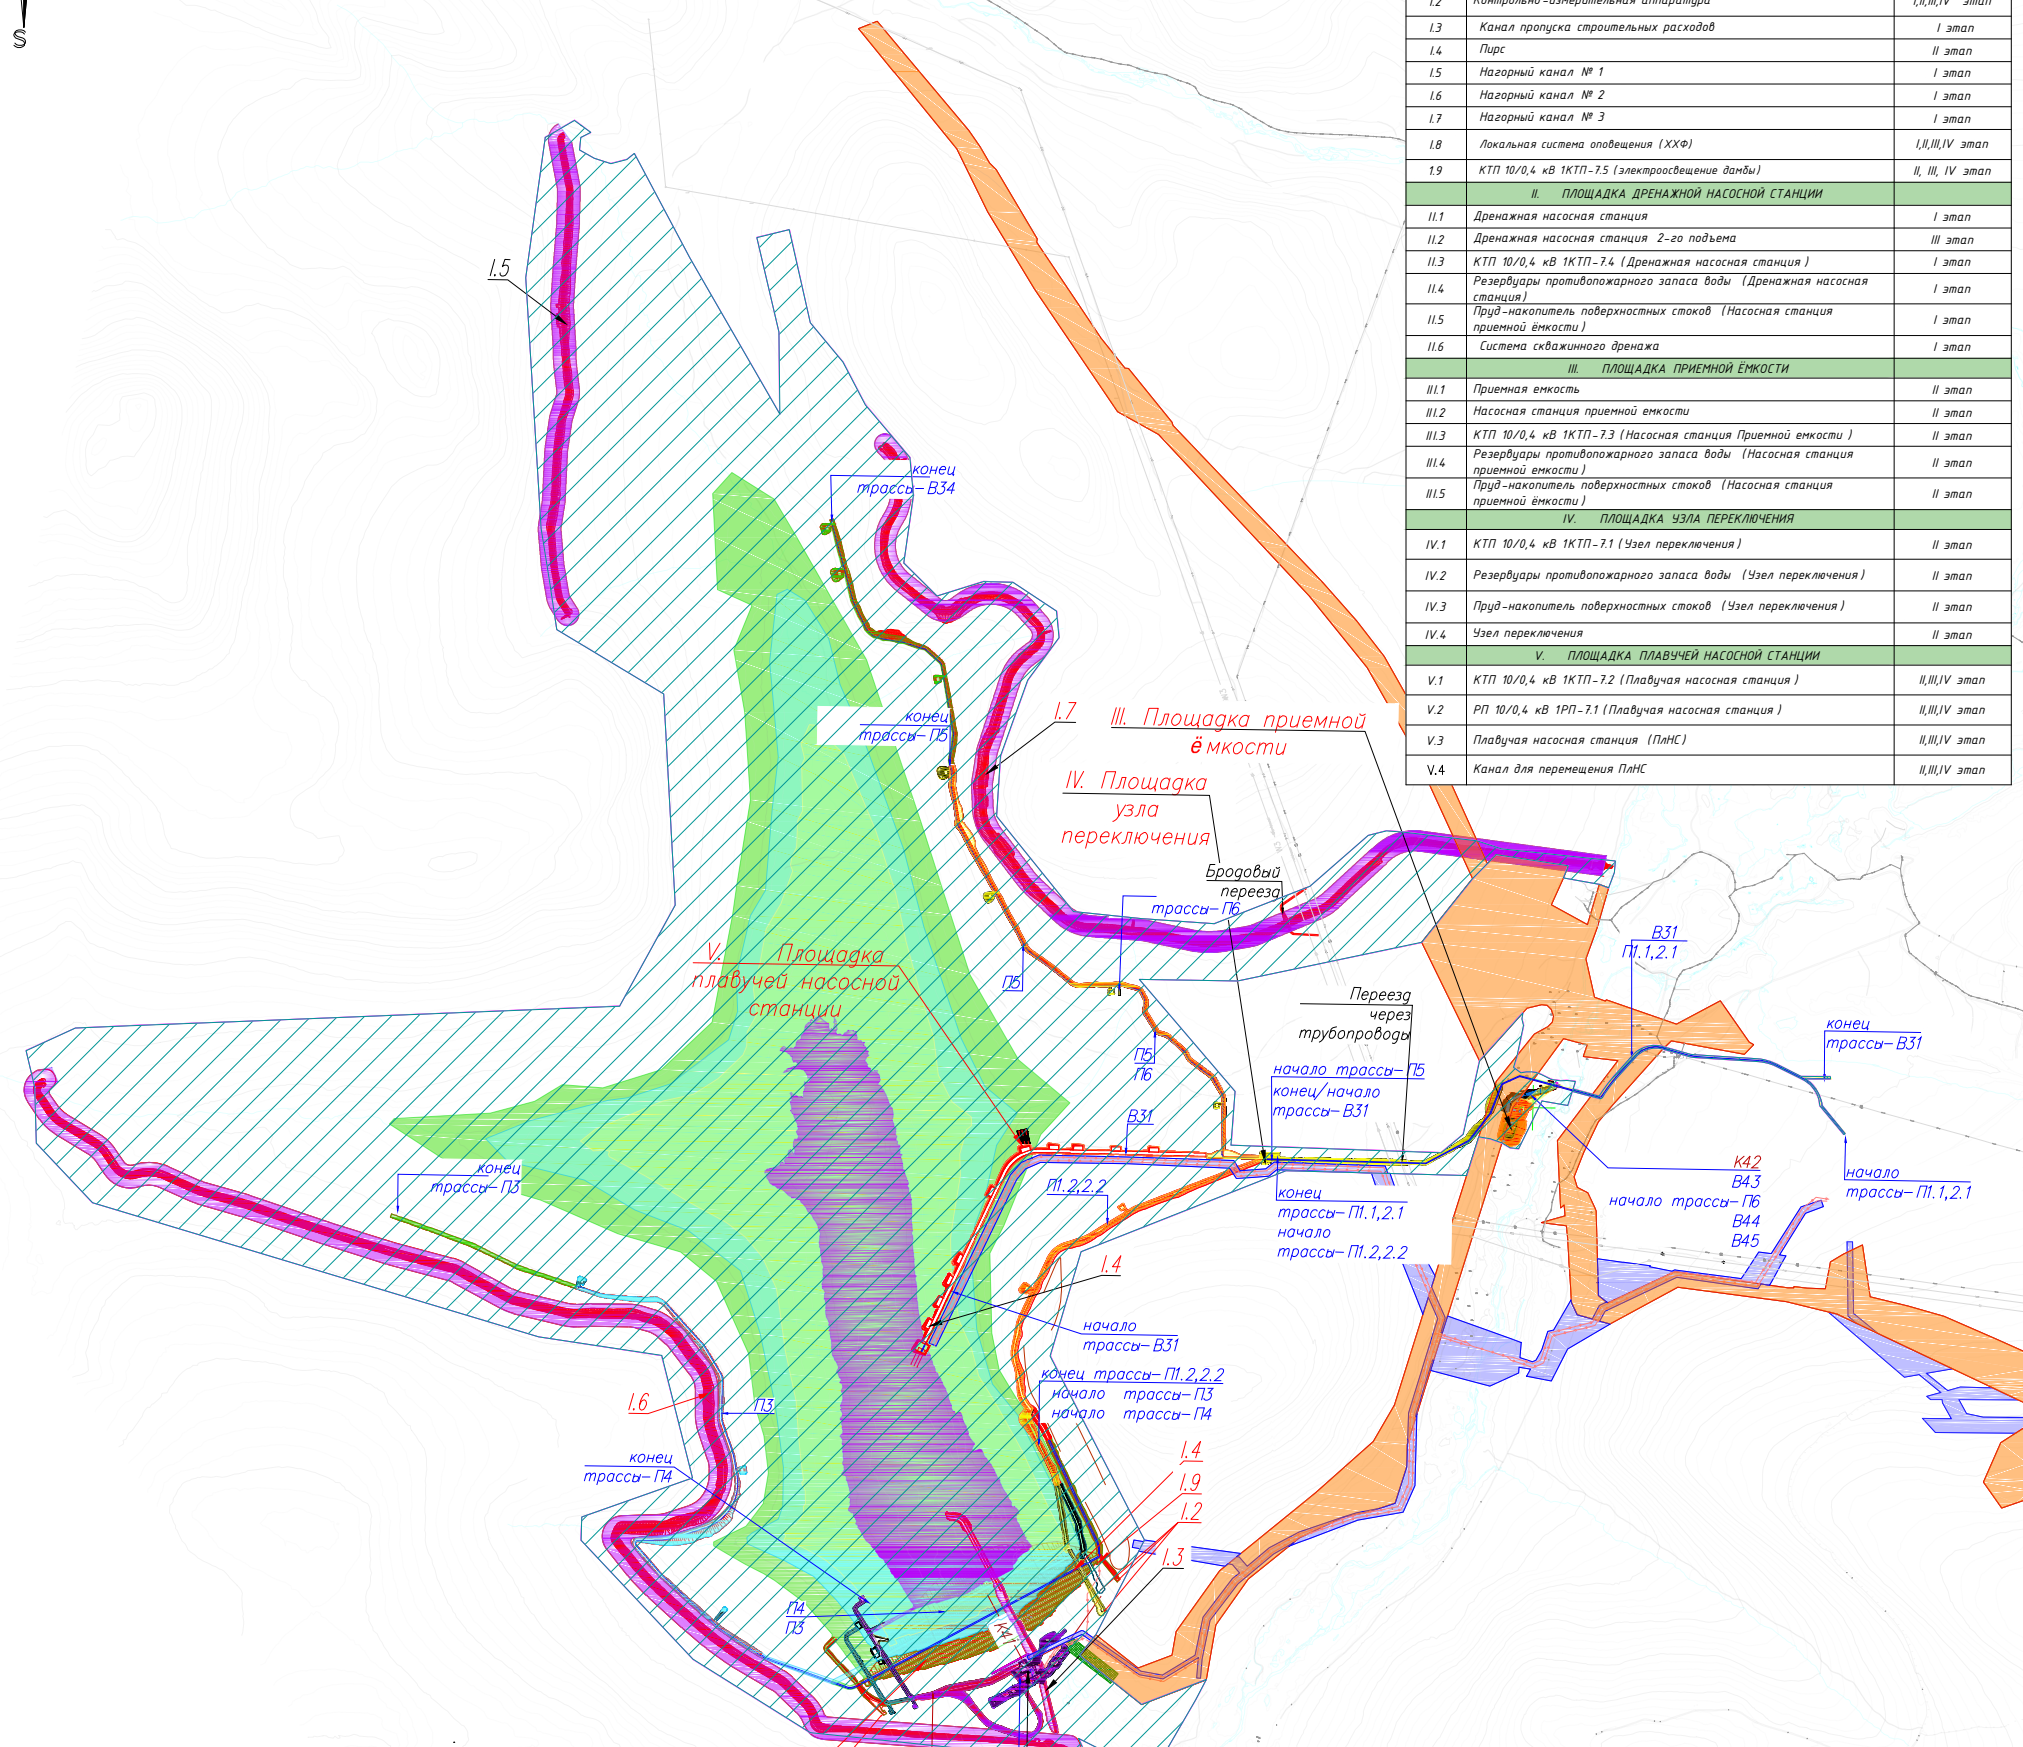 S
I.2 Контрольно-измерительная аппаратура I,II,III,IV этап
I.3 Канал пропуска строительных расходов I этап
I.4 Пирс II этап
I.5 Нагорный канал № 1 I этап
I.6 Нагорный канал № 2 I этап
I.7 Нагорный канал № 3 I этап
I.8 Локальная система оповещения (ХХФ) I,II,III,IV этап
1.9 КТП 10/0,4 кВ 1КТП-7.5 (электроосвещение дамбы) II, III, IV этап
II. ПЛОЩАДКА ДРЕНАЖНОЙ НАСОСНОЙ СТАНЦИИ
II.1 Дренажная насосная станция I этап
II.2 Дренажная насосная станция 2-го подъема III этап
II.3 КТП 10/0,4 кВ 1КТП-7.4 (Дренажная насосная станция) I этап
II.4 Резервуары противопожарного запаса воды (Дренажная насосная I этап
станция)
II.5 Пруд-накопитель поверхностных стоков (Насосная станция I этап
приемной ёмкости)
II.6 Система скважинного дренажа I этап
III. ПЛОЩАДКА ПРИЕМНОЙ ЁМКОСТИ
III.1 Приемная емкость II этап
III.2 Насосная станция приемной емкости II этап
III.3 КТП 10/0,4 кВ 1КТП-7.3 (Насосная станция Приемной емкости) II этап
III.4 Резервуары противопожарного запаса воды (Насосная станция II этап
приемной емкости)
III.5 Пруд-накопитель поверхностных стоков (Насосная станция II этап
приемной ёмкости)
IV. ПЛОЩАДКА УЗЛА ПЕРЕКЛЮЧЕНИЯ
IV.1 КТП 10/0,4 кВ 1КТП-7.1 (Узел переключения) II этап
IV.2 Резервуары противопожарного запаса воды (Узел переключения) II этап
IV.3 Пруд-накопитель поверхностных стоков (Узел переключения) II этап
IV.4 Узел переключения II этап
V. ПЛОЩАДКА ПЛАВУЧЕЙ НАСОСНОЙ СТАНЦИИ
V.1 КТП 10/0,4 кВ 1КТП-7.2 (Плавучая насосная станция) II,III,IV этап
V.2 РП 10/0,4 кВ 1РП-7.1 (Плавучая насосная станция) II,III,IV этап
V.3 Плавучая насосная станция (ПлНС) II,III,IV этап
V.4 Канал для перемещения ПлНС II,III,IV этап
I.5
конец
трассы-В34
конец
трассы-П5
I.7
III. Площадка приемной
ёмкости
IV. Площадка
узла
переключения
Бродовый
переезд
трассы-П6
В31
П1.1,2.1
V. Площадка
плавучей насосной
станции
П5
Переезд
через
трубопроводы
конец
трассы-В31
П5
П6
начало трассы-П5
конец/начало
трассы-В31
В31
конец
трассы-П3
П1.2,2.2
К42
В43
начало трассы-П6
В44
В45
начало
трассы-П1.1,2.1
конец
трассы-П1.1,2.1
начало
трассы-П1.2,2.2
I.4
начало
трассы-В31
конец трассы-П1.2,2.2
начало трассы-П3
начало трассы-П4
I.6
П3
конец
трассы-П4
I.4
I.9
I.2
I.3
П4
П3
К41